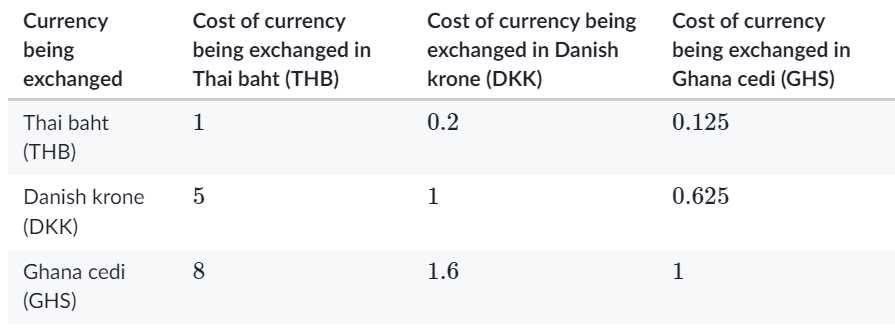 Currency being exchanged
Cost of currency being exchanged in Thai baht (THB)
Cost of currency being exchanged in Danish krone (DKK)
Cost of currency being exchanged in Ghana cedi (GHS)
Thai baht (THB)
1
0.2
0.125
Danish krone (DKK)
5
1
0.625
Ghana cedi (GHS)
8
1.6
1